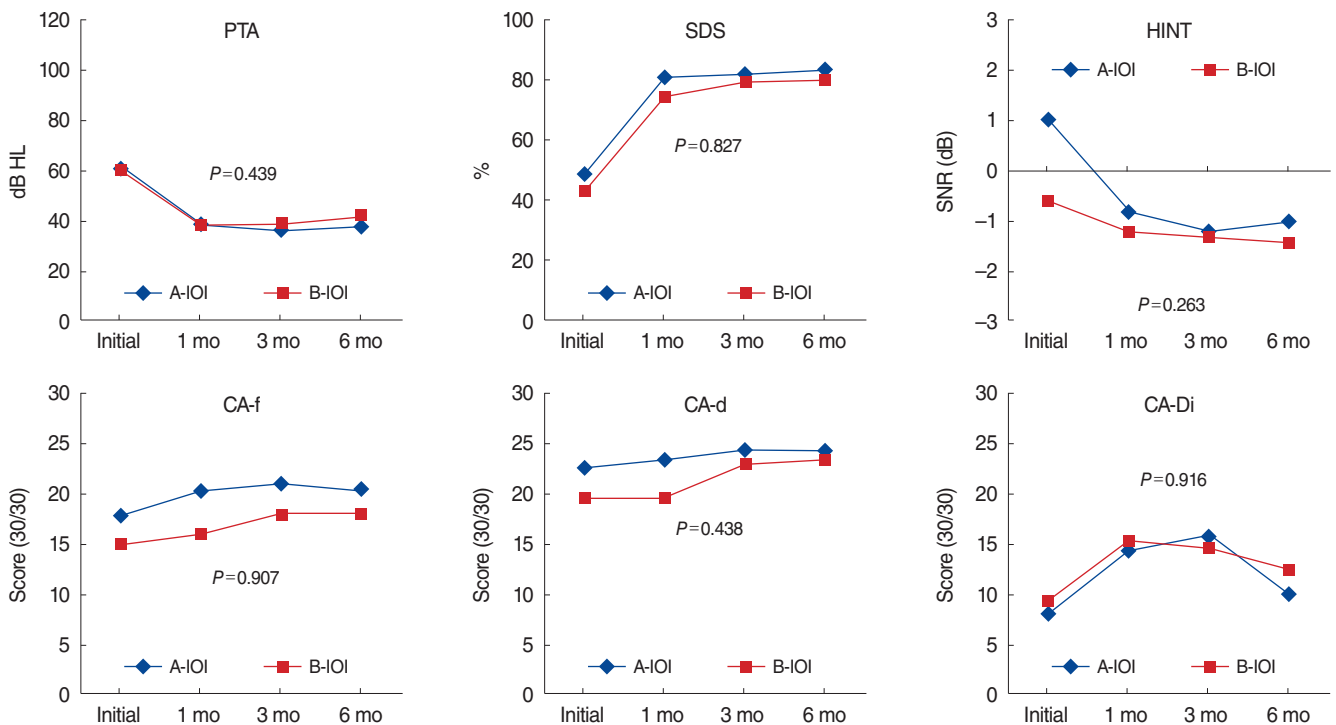 PTA
120
100
80
60
40
20
0
dB HL
P=0.439
A-IOI
B-IOI
Initial 1 mo 3 mo 6 mo
SDS
100
80
60
40
20
0
%
P=0.827
A-IOI
B-IOI
Initial 1 mo 3 mo 6 mo
HINT
3
2
1
0
−1
−2
−3
SNR (dB)
A-IOI
B-IOI
P=0.263
Initial 1 mo 3 mo 6 mo
CA-f
30
25
20
15
10
5
0
Score (30/30)
P=0.907
A-IOI
B-IOI
Initial 1 mo 3 mo 6 mo
CA-d
30
25
20
15
10
5
0
Score (30/30)
P=0.438
A-IOI
B-IOI
Initial 1 mo 3 mo 6 mo
CA-Di
30
25
20
15
10
5
0
Score (30/30)
P=0.916
A-IOI
B-IOI
Initial 1 mo 3 mo 6 mo